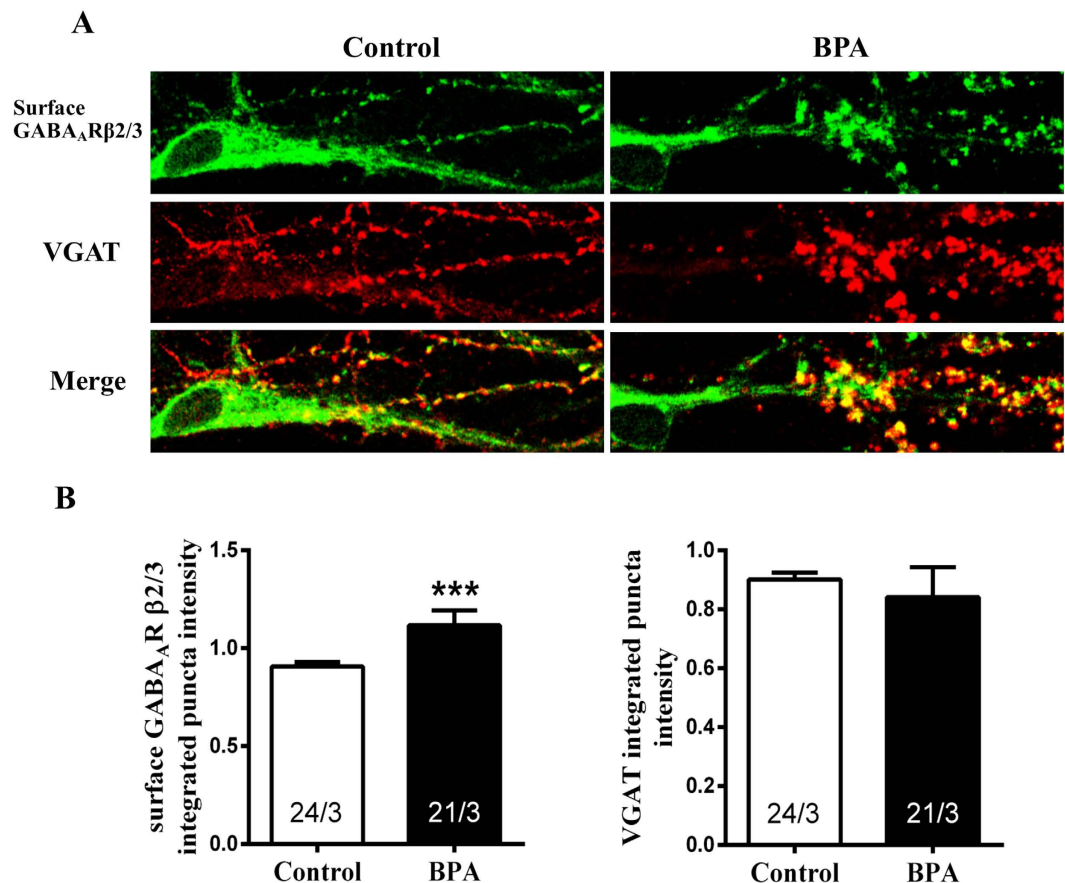 A
Control BPA
Surface
GABA_ARβ2/3
VGAT
Merge
B
surface GABA_AR β2/3
integrated puncta intensity
1.5
1.0
0.5
0.0
***
24/3 21/3
Control BPA
VGAT integrated puncta
intensity
1.0
0.8
0.6
0.4
0.2
0.0
24/3 21/3
Control BPA